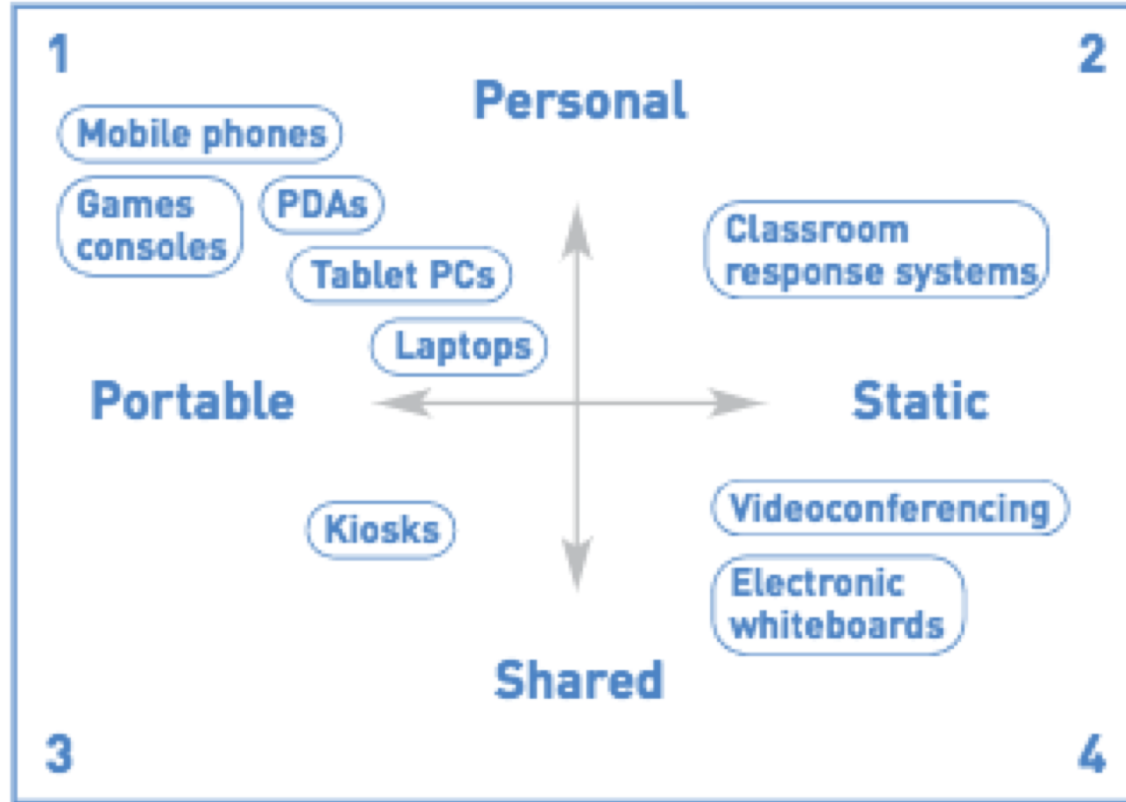 1
2
Personal
Mobile phones
Games
consoles
PDAs
Classroom
response systems
Tablet PCs
Laptops
Portable
Static
Kiosks
Videoconferencing
Electronic
whiteboards
Shared
3
4